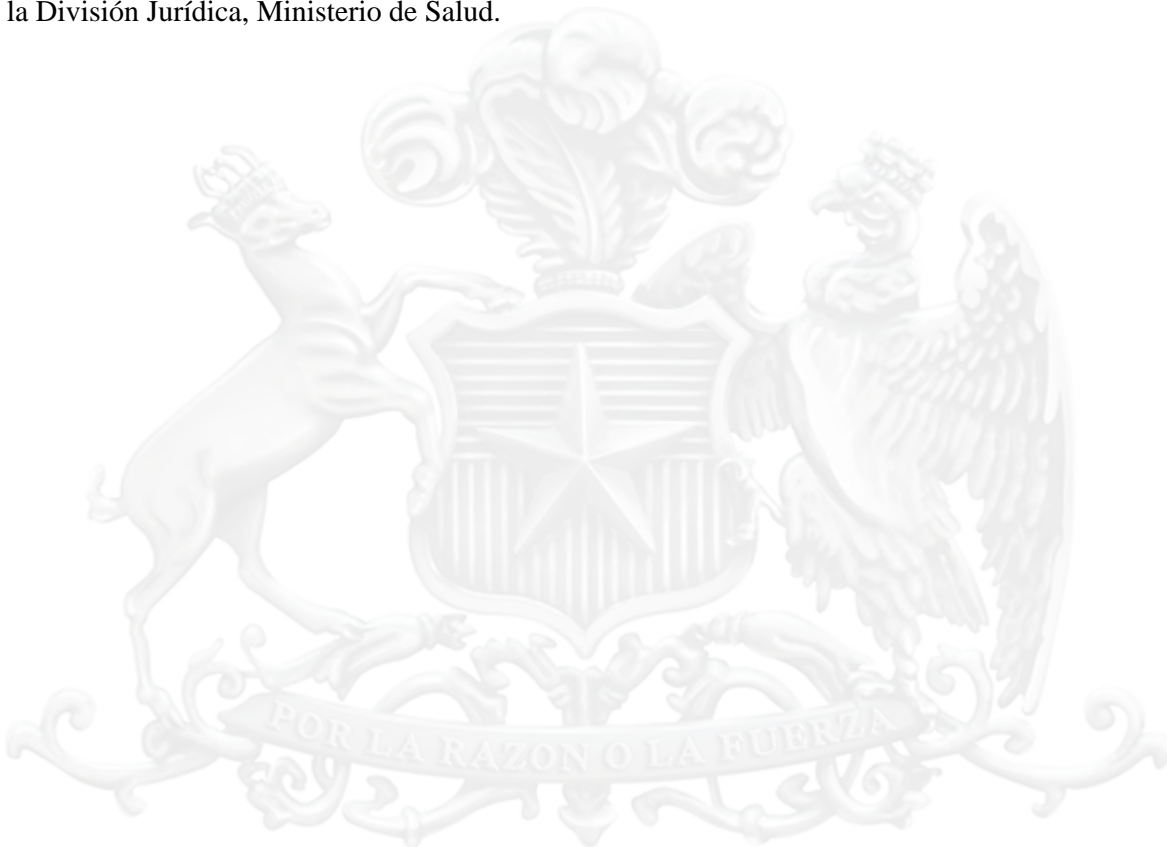 la División Jurídica, Ministerio de Salud.
POR LA RAZON O LA FUERZA